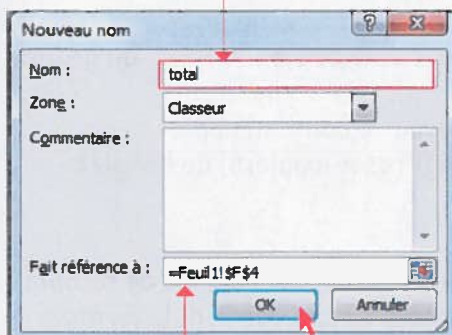 Nouveau nom
Nom :
total
Zone :
Classeur
Commentaire :
Fait référence à :
=Feuil1!$F$4
OK
Annuler